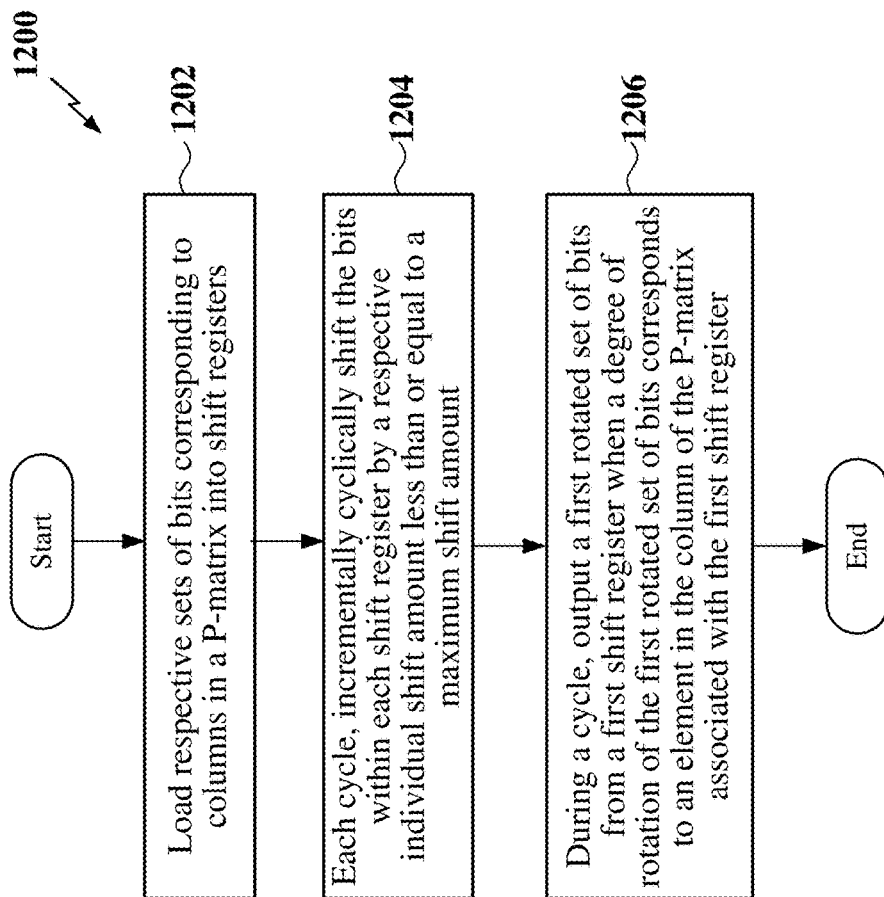 1200
Start
1202
Load respective sets of bits corresponding to
columns in a P-matrix into shift registers
1204
Each cycle, incrementally cyclically shift the bits
within each shift register by a respective
individual shift amount less than or equal to a
maximum shift amount
1206
During a cycle, output a first rotated set of bits
from a first shift register when a degree of
rotation of the first rotated set of bits corresponds
to an element in the column of the P-matrix
associated with the first shift register
End